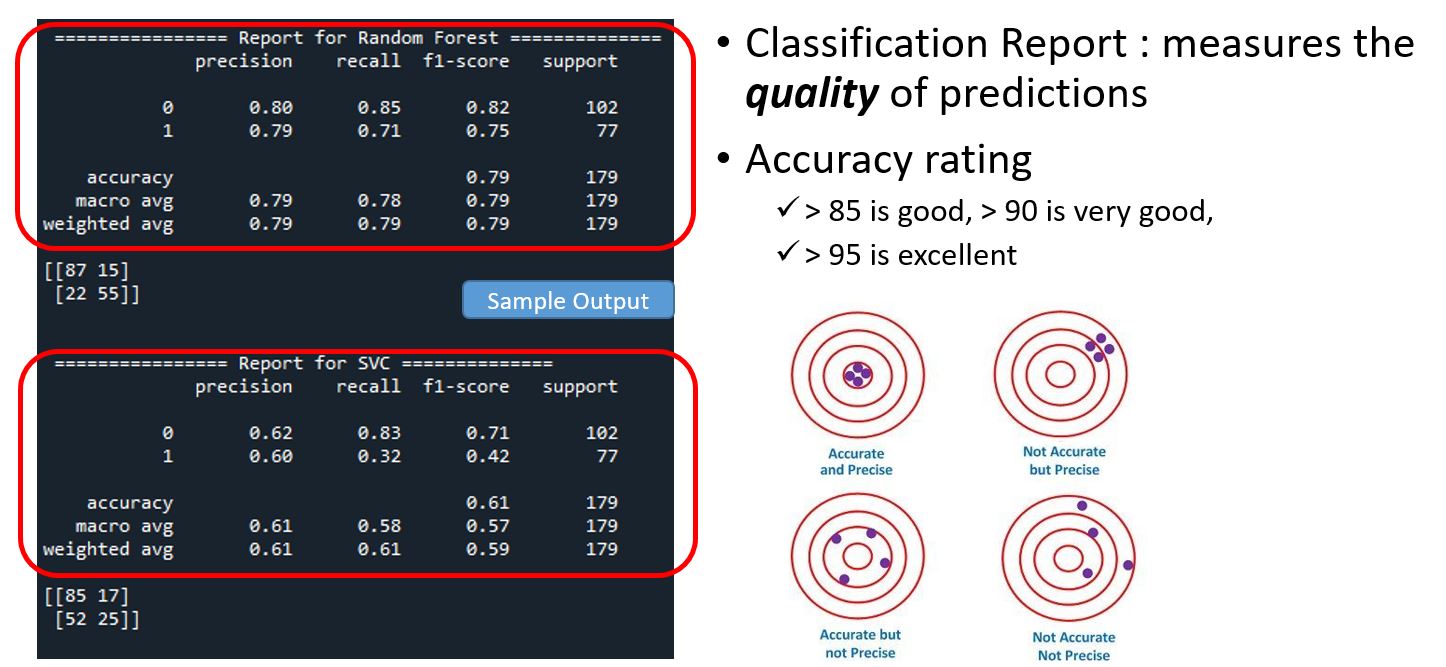 ================ Report for Random Forest ==============
precision recall f1-score support
0 0.80 0.85 0.82 102
1 0.79 0.71 0.75 77
accuracy 0.79 179
macro avg 0.79 0.78 0.79 179
weighted avg 0.79 0.79 0.79 179
[[87 15]
[22 55]]
Sample Output
================ Report for SVC ==============
precision recall f1-score support
0 0.62 0.83 0.71 102
1 0.60 0.32 0.42 77
accuracy 0.61 179
macro avg 0.61 0.58 0.57 179
weighted avg 0.61 0.61 0.59 179
[[85 17]
[52 25]]
• Classification Report : measures the
quality of predictions
• Accuracy rating
✓ > 85 is good, > 90 is very good,
✓ > 95 is excellent
Accurate
and Precise
Not Accurate
but Precise
Accurate but
not Precise
Not Accurate
Not Precise